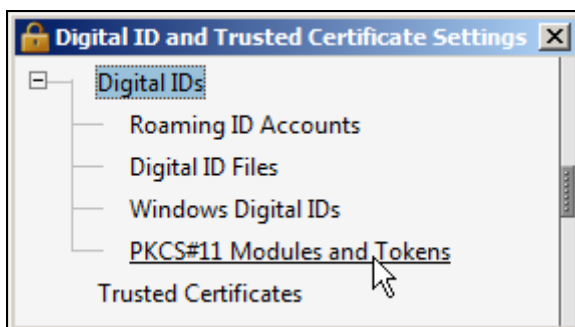 Digital ID and Trusted Certificate Settings
Digital IDs
Roaming ID Accounts
Digital ID Files
Windows Digital IDs
PKCS#11 Modules and Tokens
Trusted Certificates